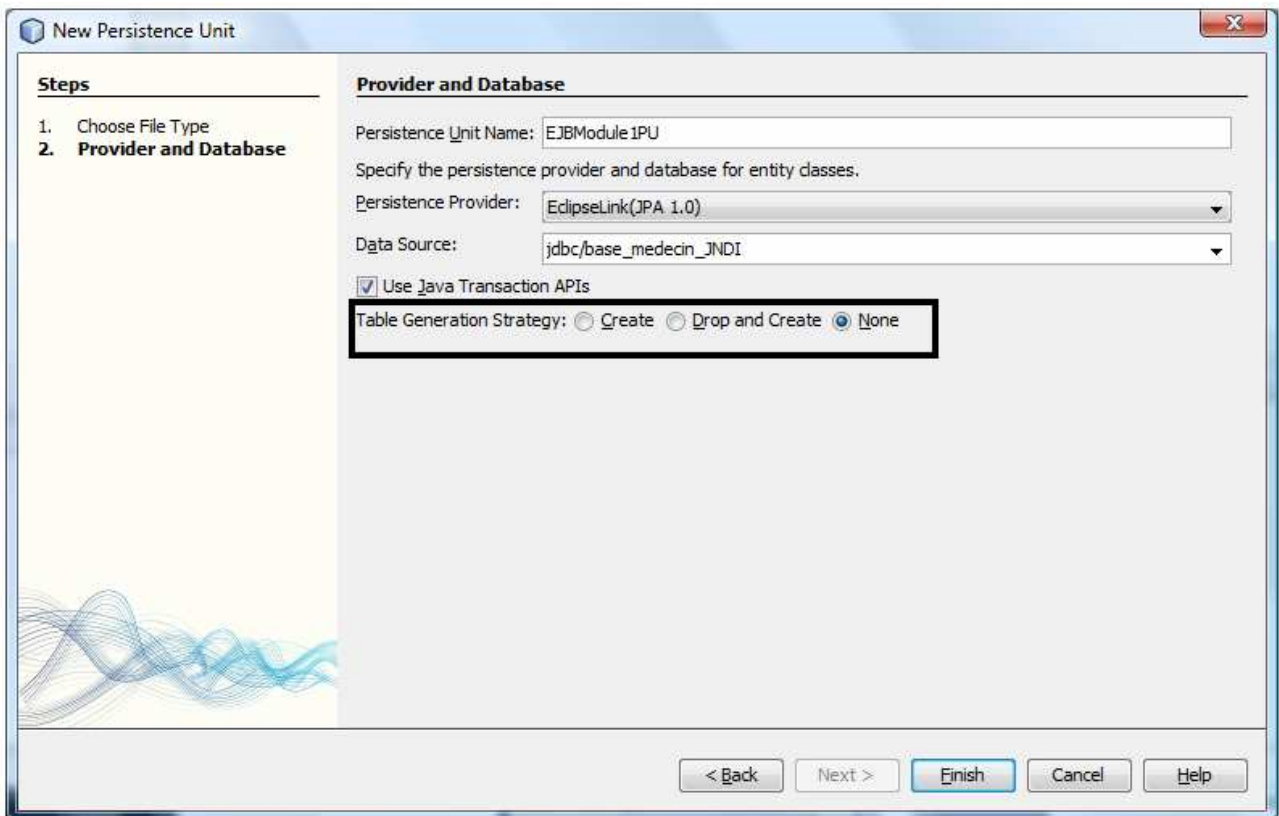 New Persistence Unit
Steps
1. Choose File Type
2. Provider and Database
Provider and Database
Persistence Unit Name: EJBModule1PU
Specify the persistence provider and database for entity classes.
Persistence Provider: EclipseLink(JPA 1.0)
Data Source: jdbc/base_medecin_JNDI
Use Java Transaction APIs
Table Generation Strategy: Create Drop and Create None
< Back Next > Finish Cancel Help